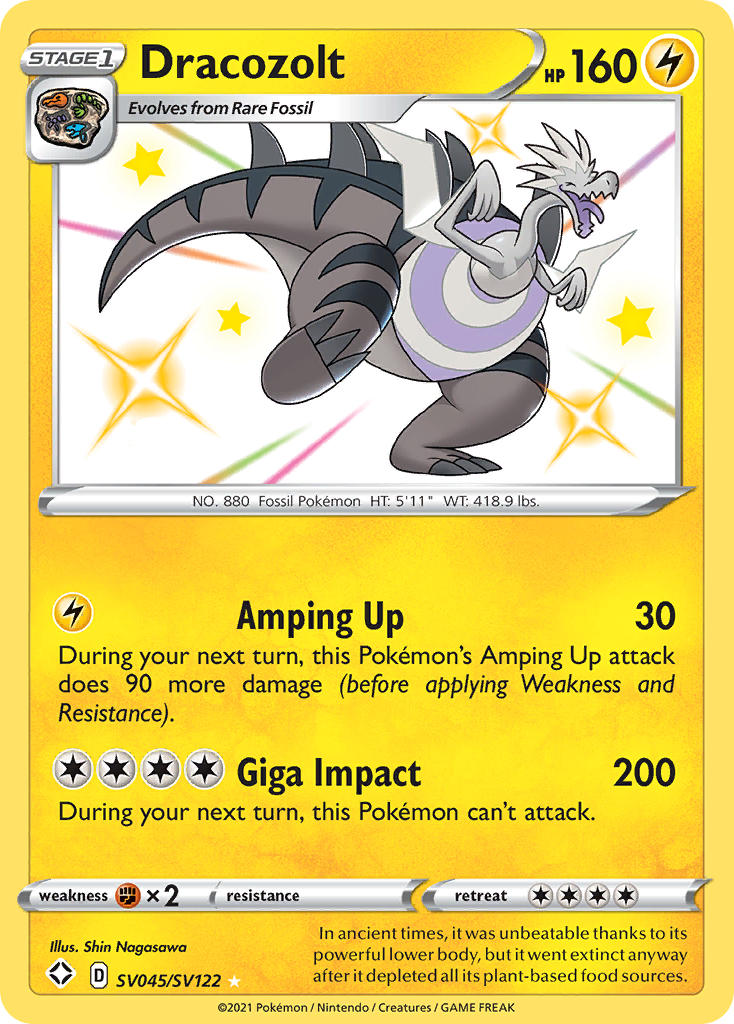 STAGE 1
Dracozolt
HP 160
Evolves from Rare Fossil
NO. 880 Fossil Pokémon HT: 5'11" WT: 418.9 lbs.
Amping Up 30
During your next turn, this Pokémon's Amping Up attack
does 90 more damage (before applying Weakness and
Resistance).
Giga Impact 200
During your next turn, this Pokémon can't attack.
weakness ×2 resistance retreat
Illus. Shin Nagasawa
D SV045/SV122
In ancient times, it was unbeatable thanks to its
powerful lower body, but it went extinct anyway
after it depleted all its plant-based food sources.
©2021 Pokémon / Nintendo / Creatures / GAME FREAK